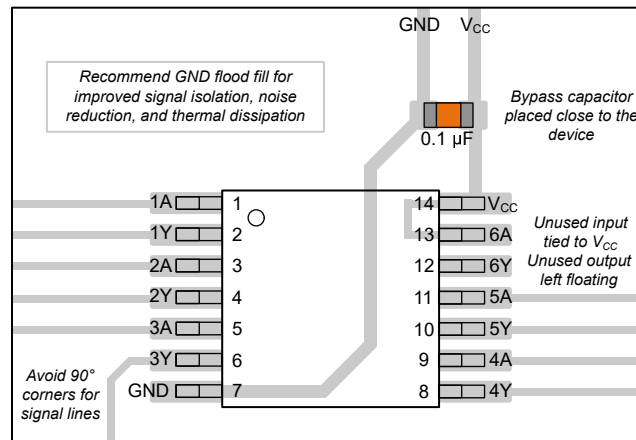 GND VCC
Recommend GND flood fill for
improved signal isolation, noise
reduction, and thermal dissipation
Bypass capacitor
placed close to the
device
0.1 µF
1A 1 14 VCC
1Y 2 13 6A
2A 3 12 6Y
2Y 4 11 5A
3A 5 10 5Y
3Y 6 9 4A
GND 7 8 4Y
Unused input
tied to VCC
Unused output
left floating
Avoid 90°
corners for
signal lines